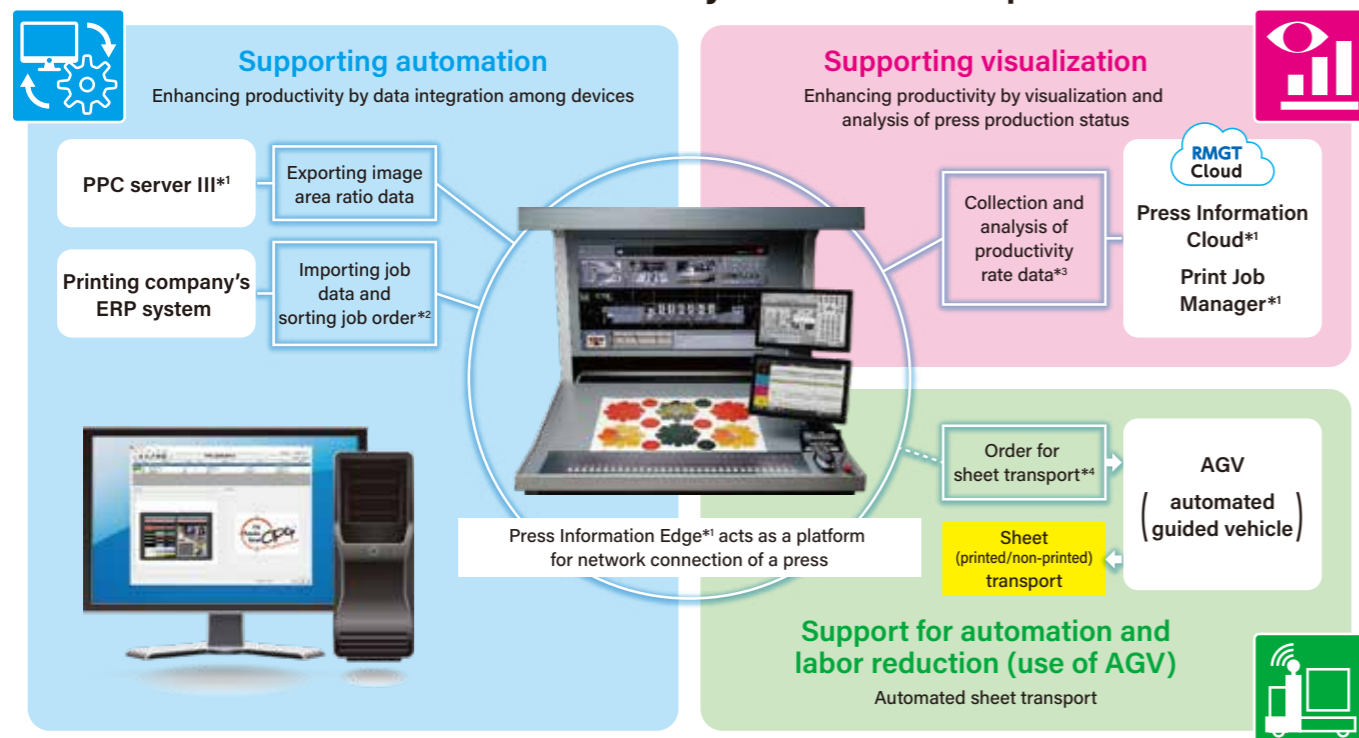 Supporting automation
Enhancing productivity by data integration among devices
PPC server III*1
Exporting image
area ratio data
Printing company's
ERP system
Importing job
data and
sorting job order*2
Supporting visualization
Enhancing productivity by visualization and
analysis of press production status
Collection and
analysis of
productivity
rate data*3
RMGT
Cloud
Press Information
Cloud*1
Print Job
Manager*1
Press Information Edge*1 acts as a platform
for network connection of a press
Order for
sheet transport*4
AGV
(automated
guided vehicle)
Sheet
(printed/non-printed)
transport
Support for automation and
labor reduction (use of AGV)
Automated sheet transport